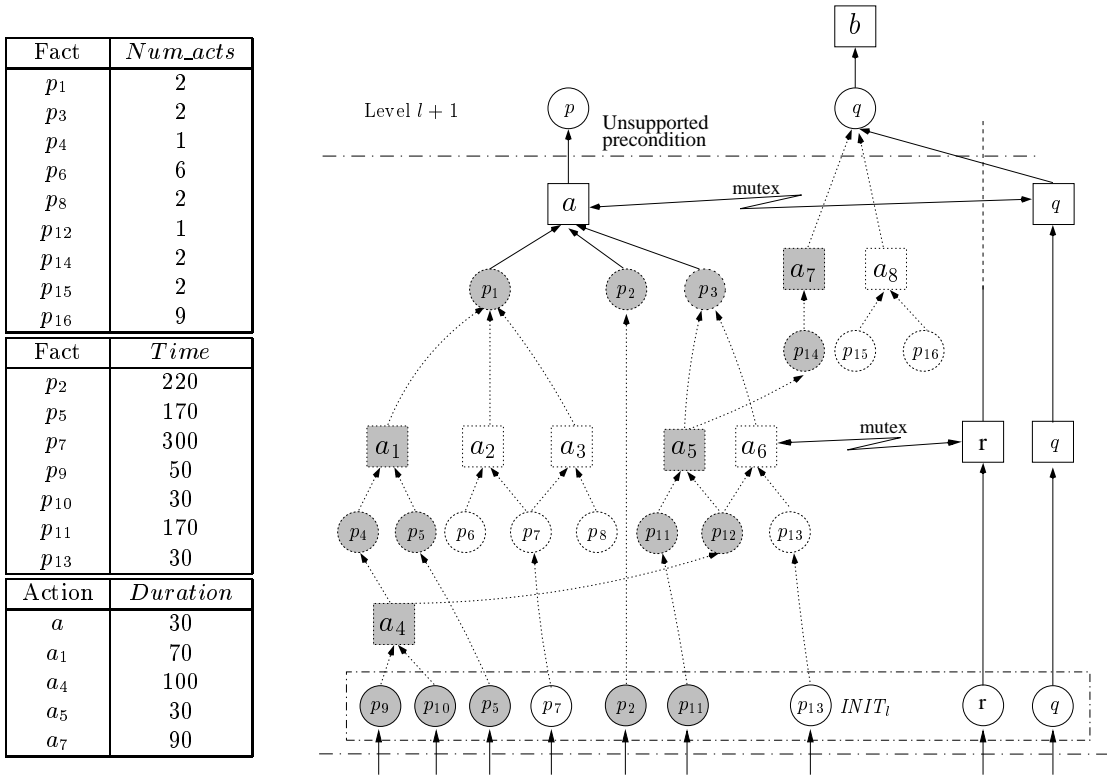 Fact Num_acts
p1 2
p3 2
p4 1
p6 6
p8 2
p12 1
p14 2
p15 2
p16 9
Fact Time
p2 220
p5 170
p7 300
p9 50
p10 30
p11 170
p13 30
Action Duration
a 30
a1 70
a4 100
a5 30
a7 90
b
Level l + 1
p
Unsupported
precondition
q
a
mutex
q
p1
p2
p3
a7
a8
p14
p15
p16
a1
a2
a3
a5
a6
mutex
r
q
p4
p5
p6
p7
p8
p11
p12
p13
a4
p9
p10
p5
p7
p2
p11
p13
INITl
r
q